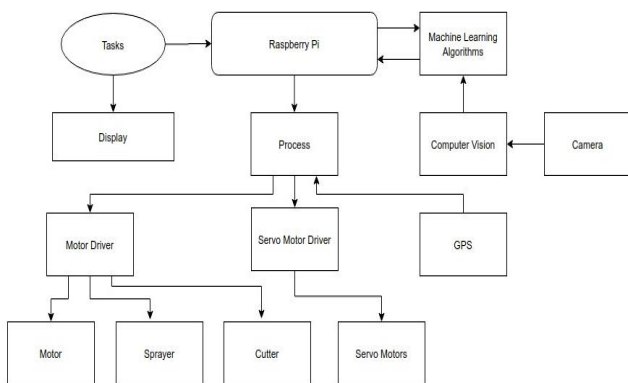 Tasks
Raspberry Pi
Machine Learning
Algorithms
Display
Process
Computer Vision
Camera
Motor Driver
Servo Motor Driver
GPS
Motor
Sprayer
Cutter
Servo Motors